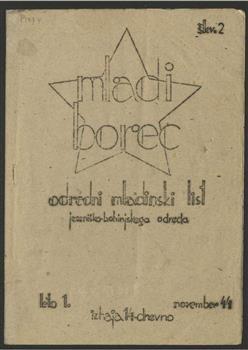 štev. 2
mladi
borec
odredni mladinski list
jeseniško-bohinjskega odreda
leto 1.
november 44
izhaja 14-dnevno